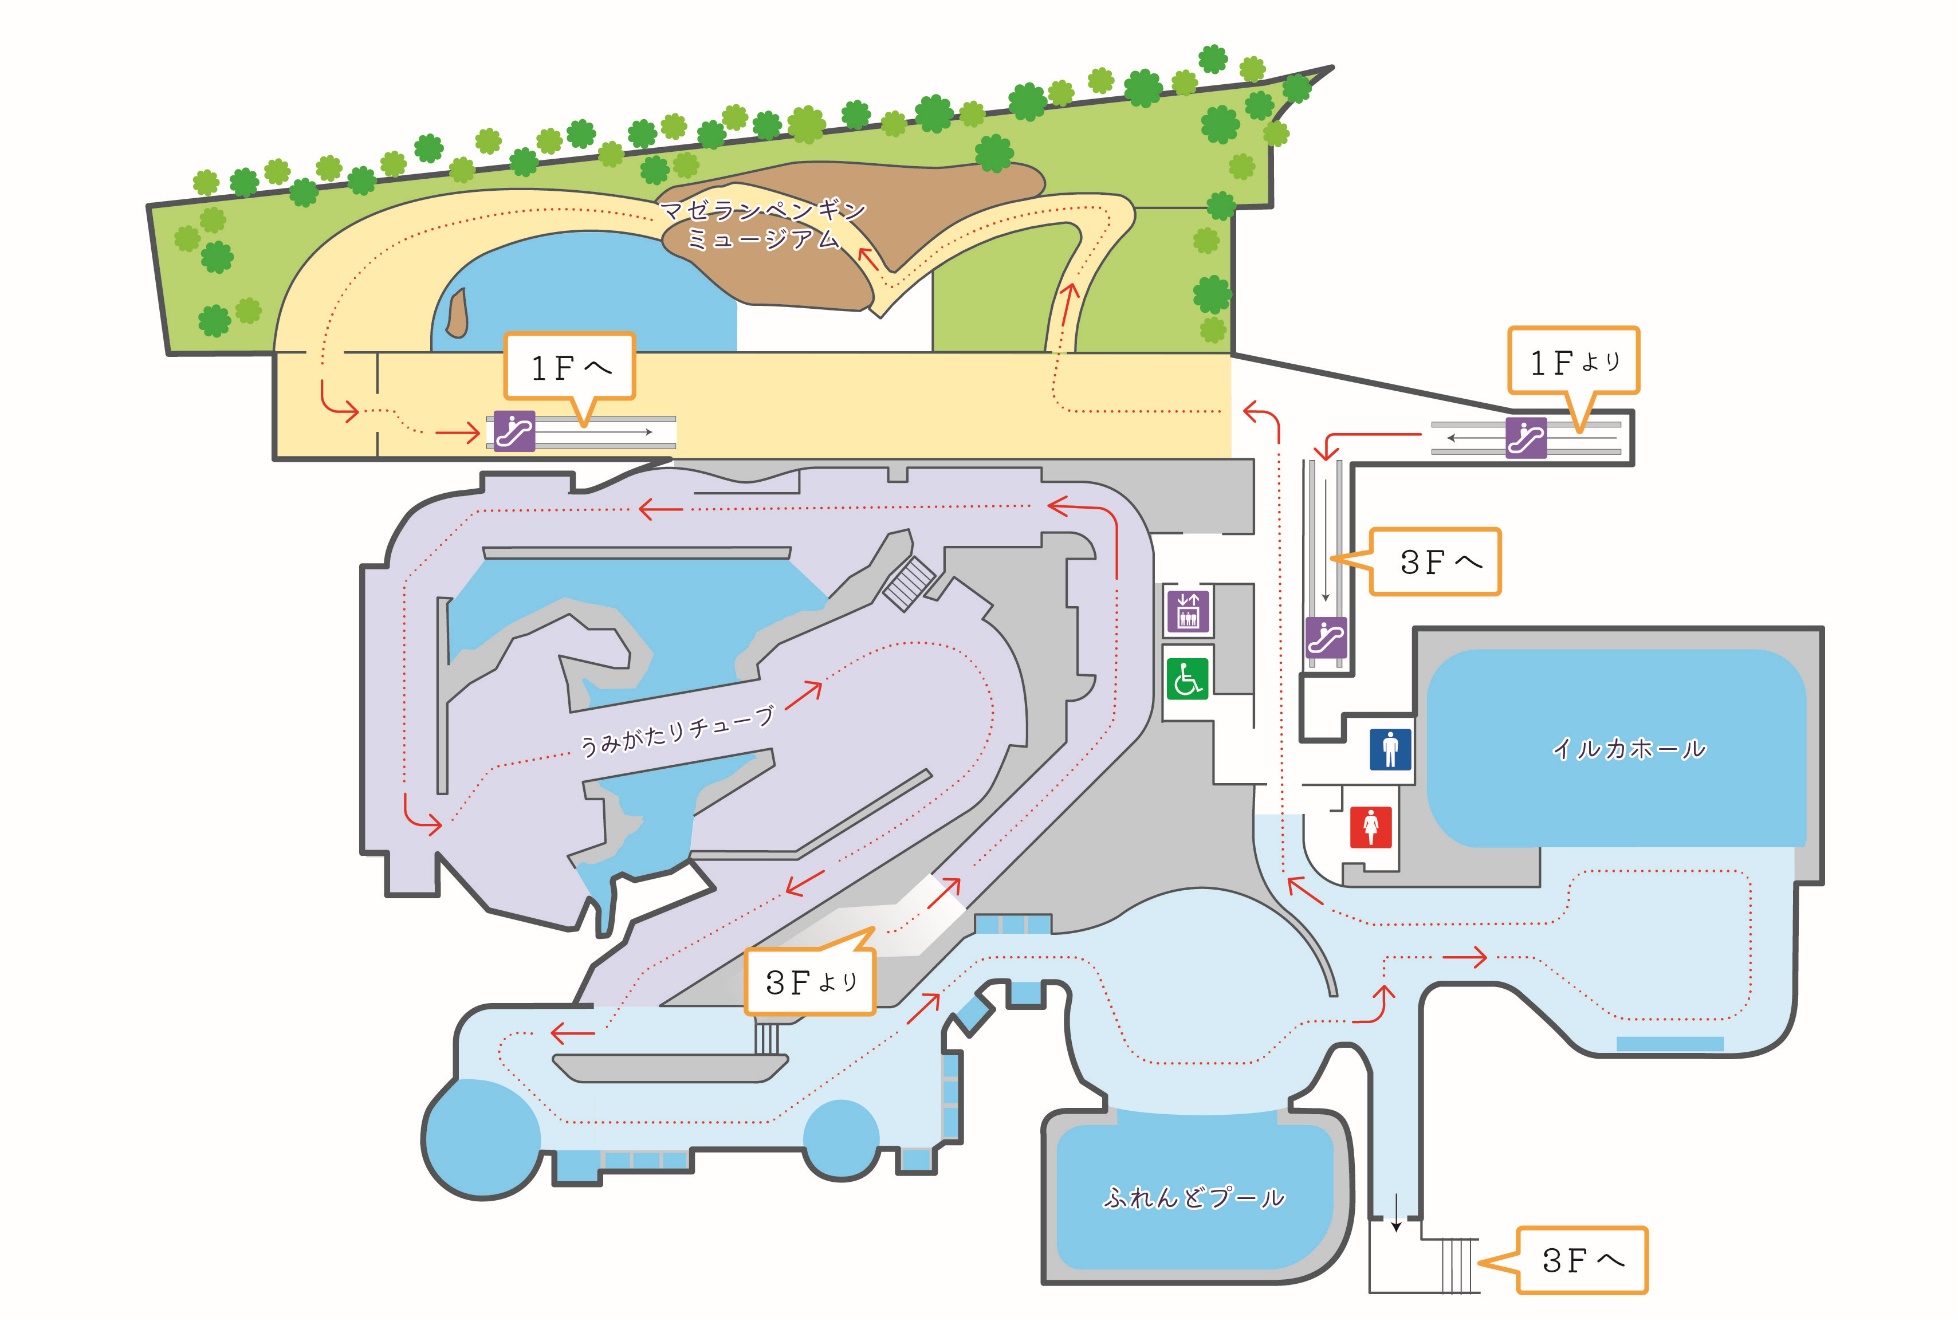 マゼランペンギン
ミュージアム
1Fへ
1Fより
3Fへ
うみがたりチューブ
イルカホール
3Fより
ふれんどプール
3Fへ